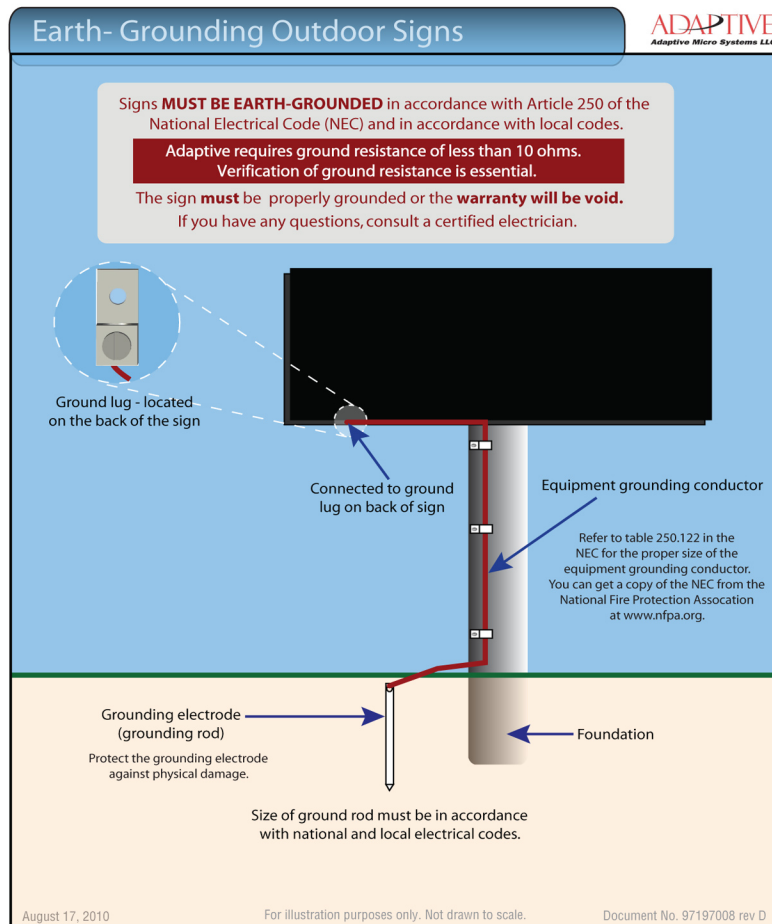 Earth- Grounding Outdoor Signs
ADAPTIVE
Adaptive Micro Systems LLC
Signs MUST BE EARTH-GROUNDED in accordance with Article 250 of the
National Electrical Code (NEC) and in accordance with local codes.
Adaptive requires ground resistance of less than 10 ohms.
Verification of ground resistance is essential.
The sign must be properly grounded or the warranty will be void.
If you have any questions, consult a certified electrician.
Ground lug - located
on the back of the sign
Connected to ground
lug on back of sign
Equipment grounding conductor
Refer to table 250.122 in the
NEC for the proper size of the
equipment grounding conductor.
You can get a copy of the NEC from the
National Fire Protection Assocation
at www.nfpa.org.
Grounding electrode
(grounding rod)
Protect the grounding electrode
against physical damage.
Foundation
Size of ground rod must be in accordance
with national and local electrical codes.
August 17, 2010
For illustration purposes only. Not drawn to scale.
Document No. 97197008 rev D